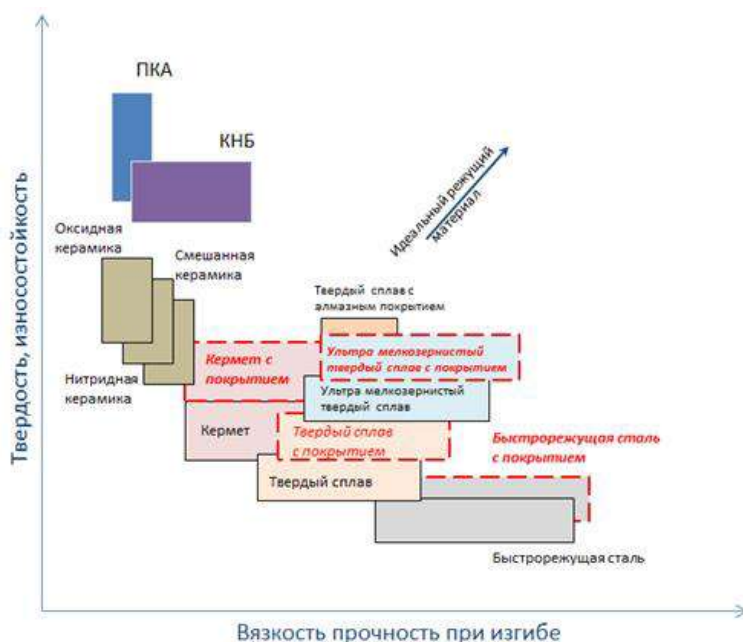 ПКА
КНБ
Оксидная
керамика
Смешанная
керамика
Нитридная
керамика
Идеальный режущий
материал
Твердый сплав с
алмазным покрытием
Кермет с
покрытием
Ультра мелкозернистый
твердый сплав с покрытием
Ультра мелкозернистый
твердый сплав
Кермет
Твердый сплав
с покрытием
Быстрорежущая сталь
с покрытием
Твердый сплав
Быстрорежущая сталь
Твердость, износостойкость
Вязкость прочность при изгибе